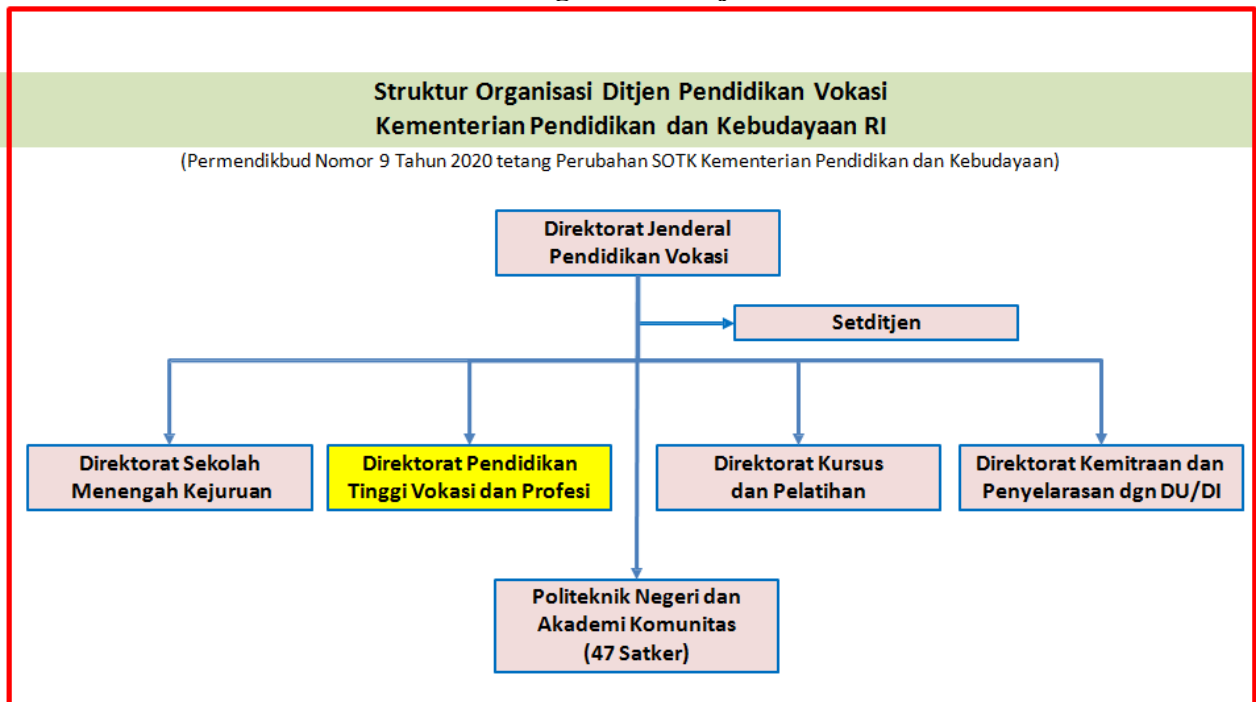 Struktur Organisasi Ditjen Pendidikan Vokasi
Kementerian Pendidikan dan Kebudayaan RI
(Permendikbud Nomor 9 Tahun 2020 tetang Perubahan SOTK Kementerian Pendidikan dan Kebudayaan)
Direktorat Jenderal
Pendidikan Vokasi
Setditjen
Direktorat Sekolah
Menengah Kejuruan
Direktorat Pendidikan
Tinggi Vokasi dan Profesi
Direktorat Kursus
dan Pelatihan
Direktorat Kemitraan dan
Penyelarasan dgn DU/DI
Politeknik Negeri dan
Akademi Komunitas
(47 Satker)